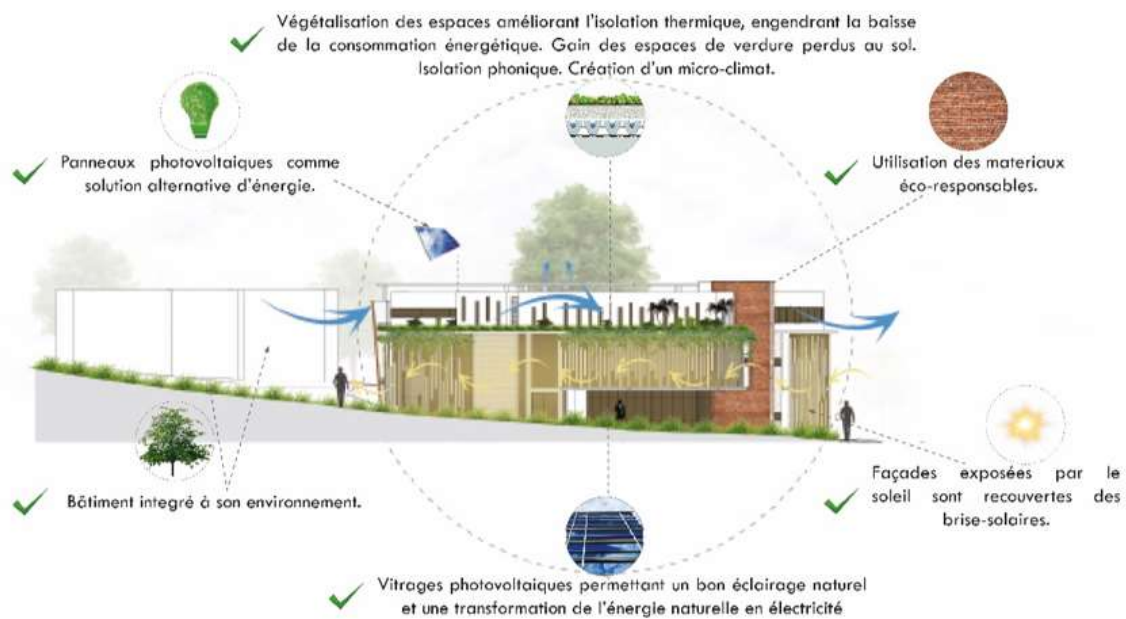 Végétalisation des espaces améliorant l'isolation thermique, engendrant la baisse
de la consommation énergétique. Gain des espaces de verdure perdus au sol.
Isolation phonique. Création d'un micro-climat.
Panneaux photovoltaiques comme
solution alternative d'énergie.
Utilisation des materiaux
éco-responsables.
Bâtiment integré à son environnement.
Façades exposées par le
soleil sont recouvertes des
brise-solaires.
Vitrages photovoltaiques permettant un bon éclairage naturel
et une transformation de l'énergie naturelle en électricité